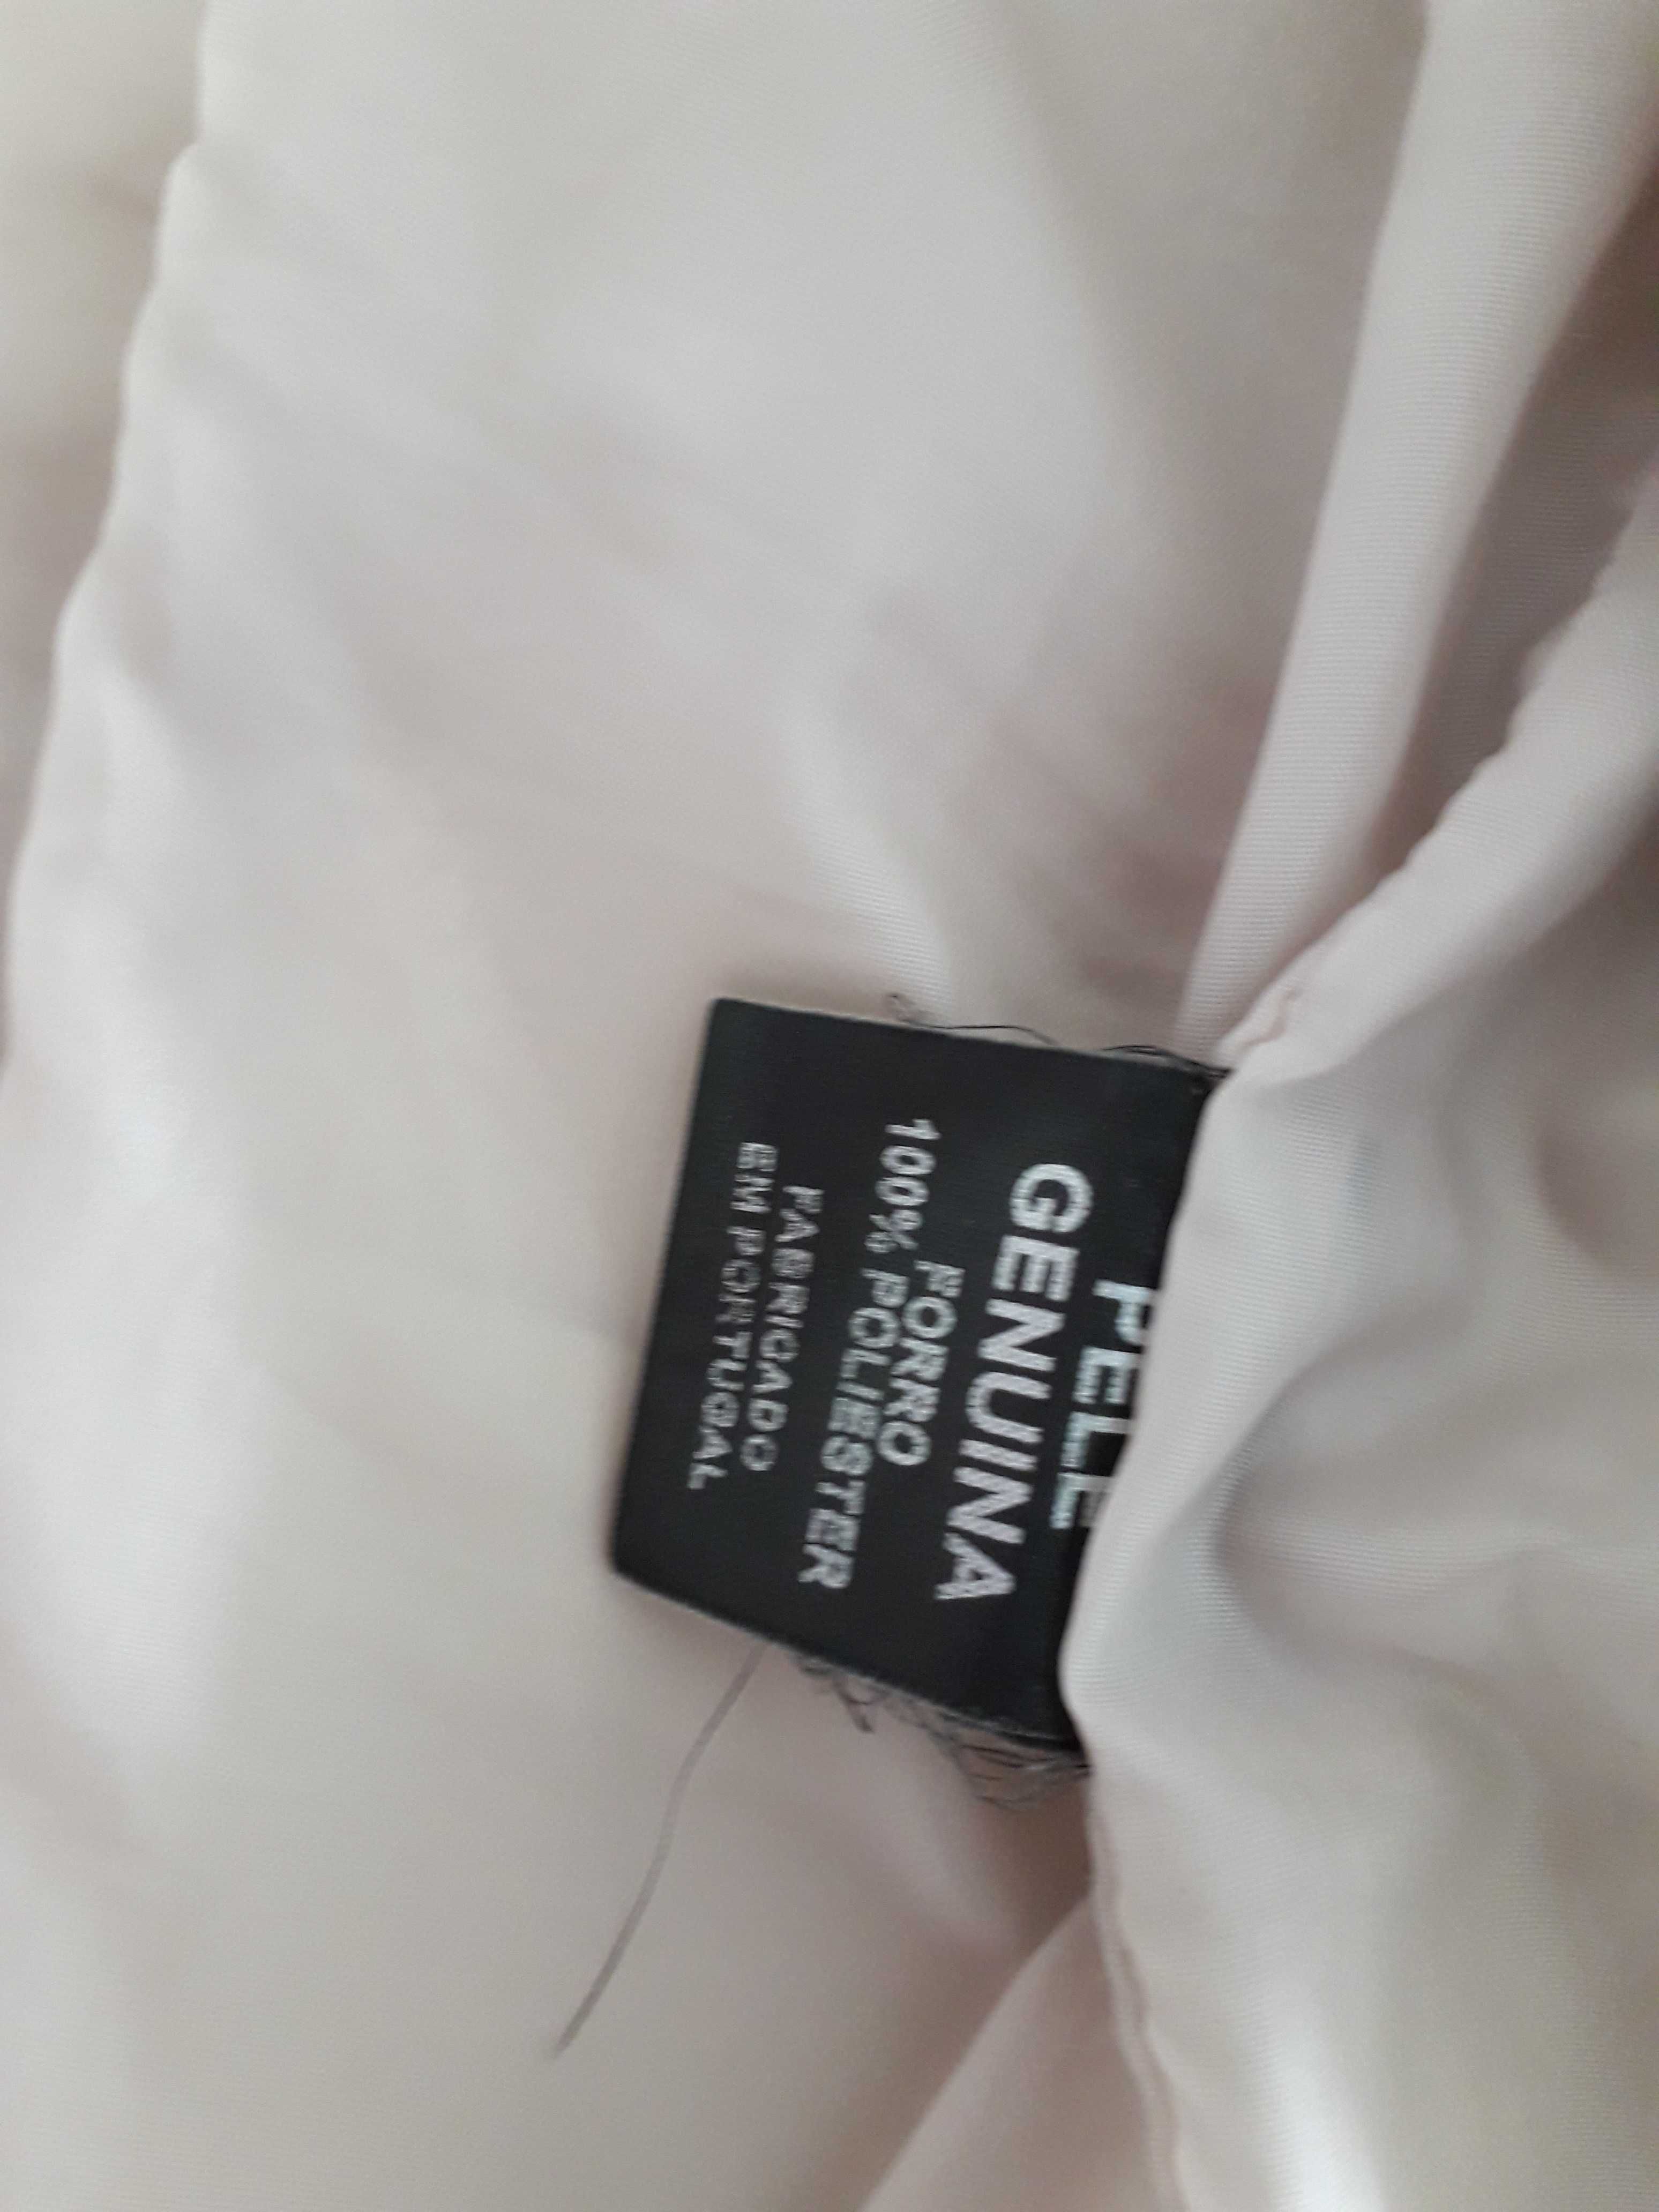 PELE
GENUINA
FORRO
100% POLIESTER
FABRICADO
EM PORTUGAL